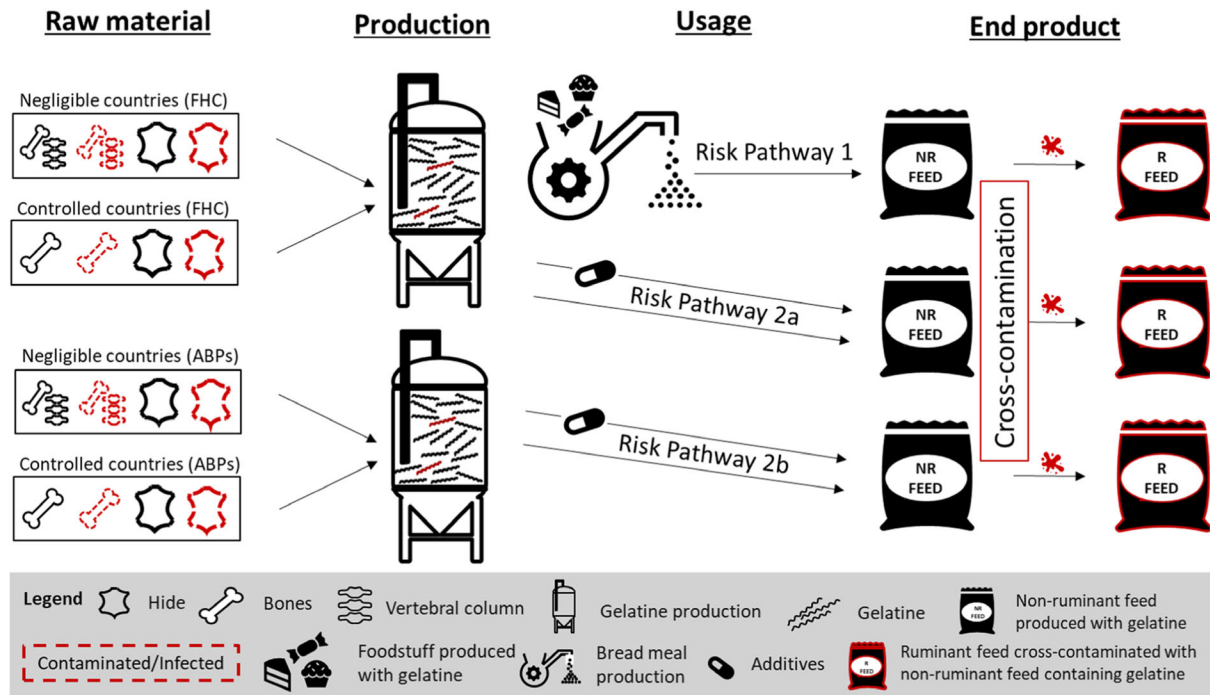 Raw material
Production
Usage
End product
Negligible countries (FHC)
Controlled countries (FHC)
Negligible countries (ABPs)
Controlled countries (ABPs)
Risk Pathway 1
Risk Pathway 2a
Risk Pathway 2b
NR
FEED
R
FEED
NR
FEED
R
FEED
NR
FEED
R
FEED
Cross-contamination
Legend
Hide
Bones
Vertebral column
Gelatine production
Gelatine
NR
FEED
Non-ruminant feed
produced with gelatine
Contaminated/Infected
Foodstuff produced
with gelatine
Bread meal
production
Additives
R
FEED
Ruminant feed cross-contaminated with
non-ruminant feed containing gelatine